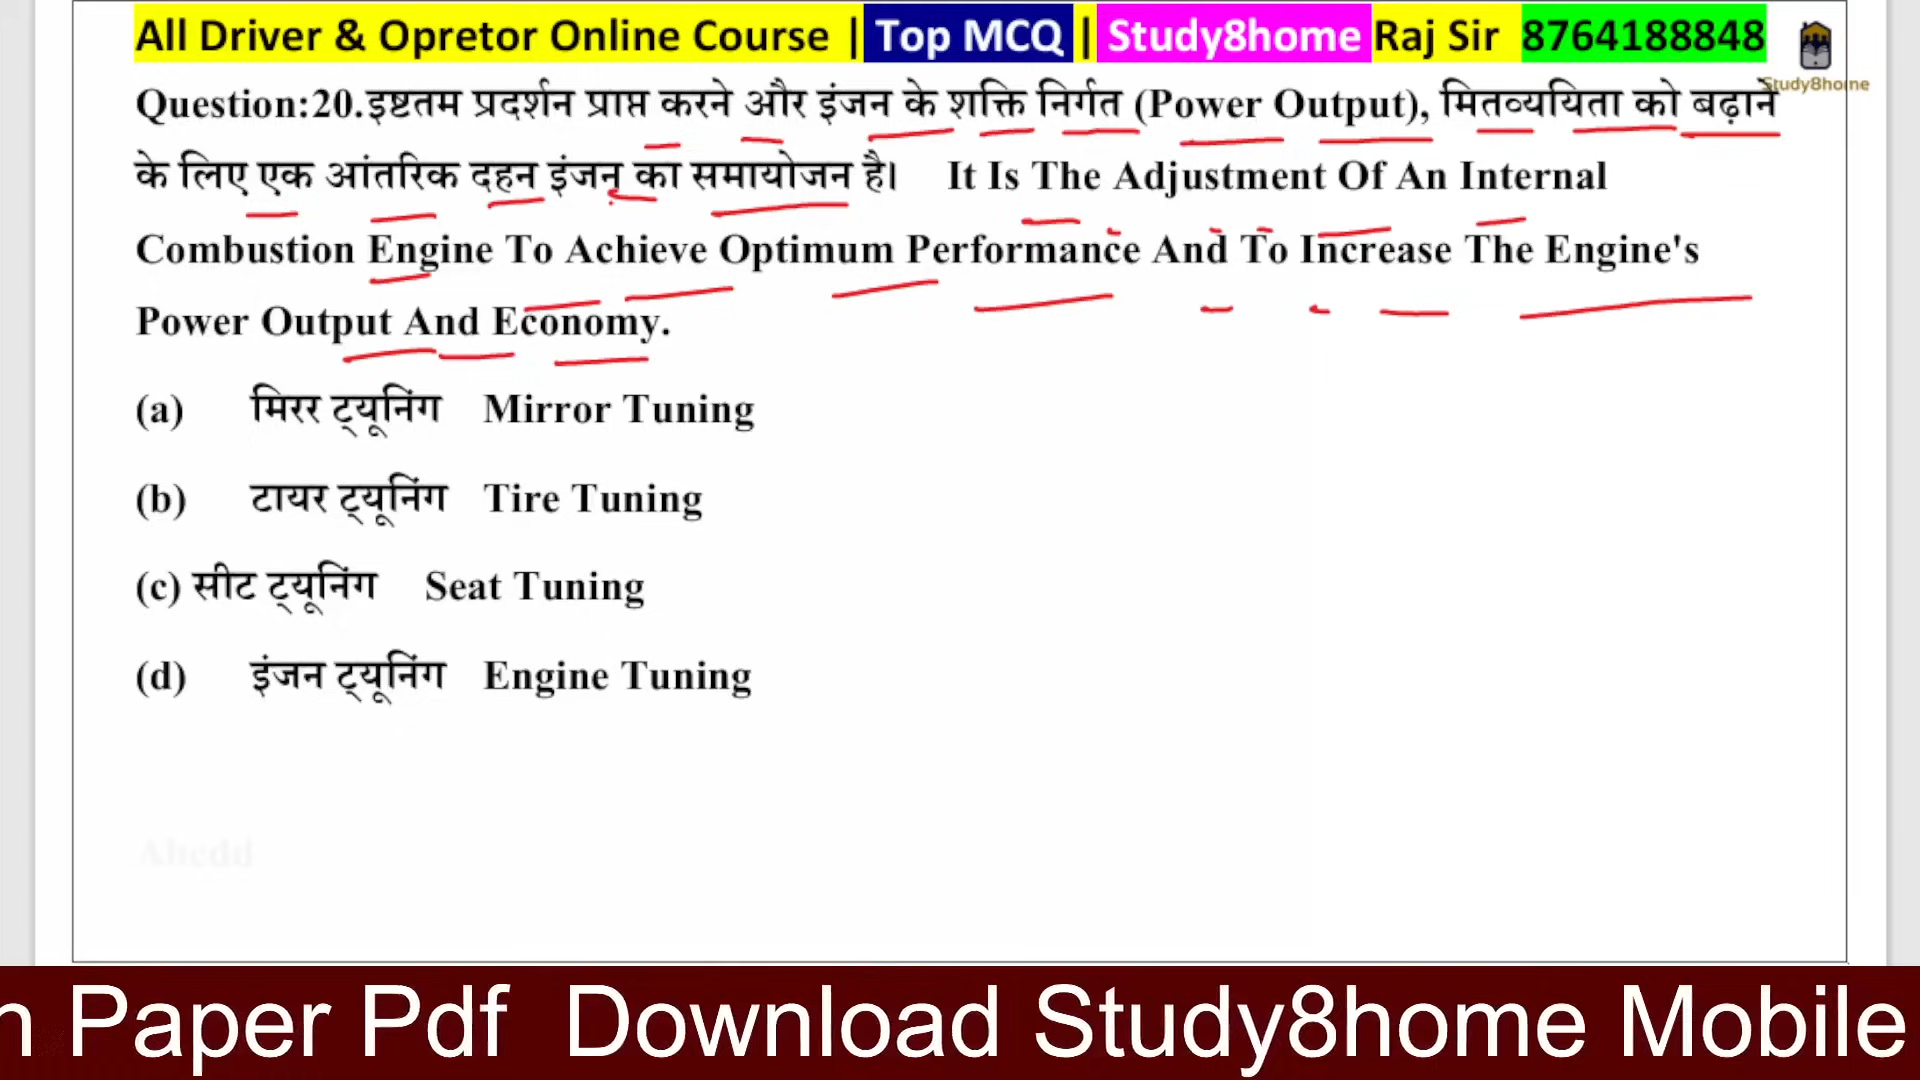 All Driver & Opretor Online Course | Top MCQ | Study8home Raj Sir 8764188848
Study8home
Question:20.इष्टतम प्रदर्शन प्राप्त करने और इंजन के शक्ति निर्गत (Power Output), मितव्ययिता को बढ़ाने
के लिए एक आंतरिक दहन इंजन का समायोजन है। It Is The Adjustment Of An Internal
Combustion Engine To Achieve Optimum Performance And To Increase The Engine's
Power Output And Economy.
(a) मिरर ट्यूनिंग Mirror Tuning
(b) टायर ट्यूनिंग Tire Tuning
(c) सीट ट्यूनिंग Seat Tuning
(d) इंजन ट्यूनिंग Engine Tuning
n Paper Pdf Download Study8home Mobile